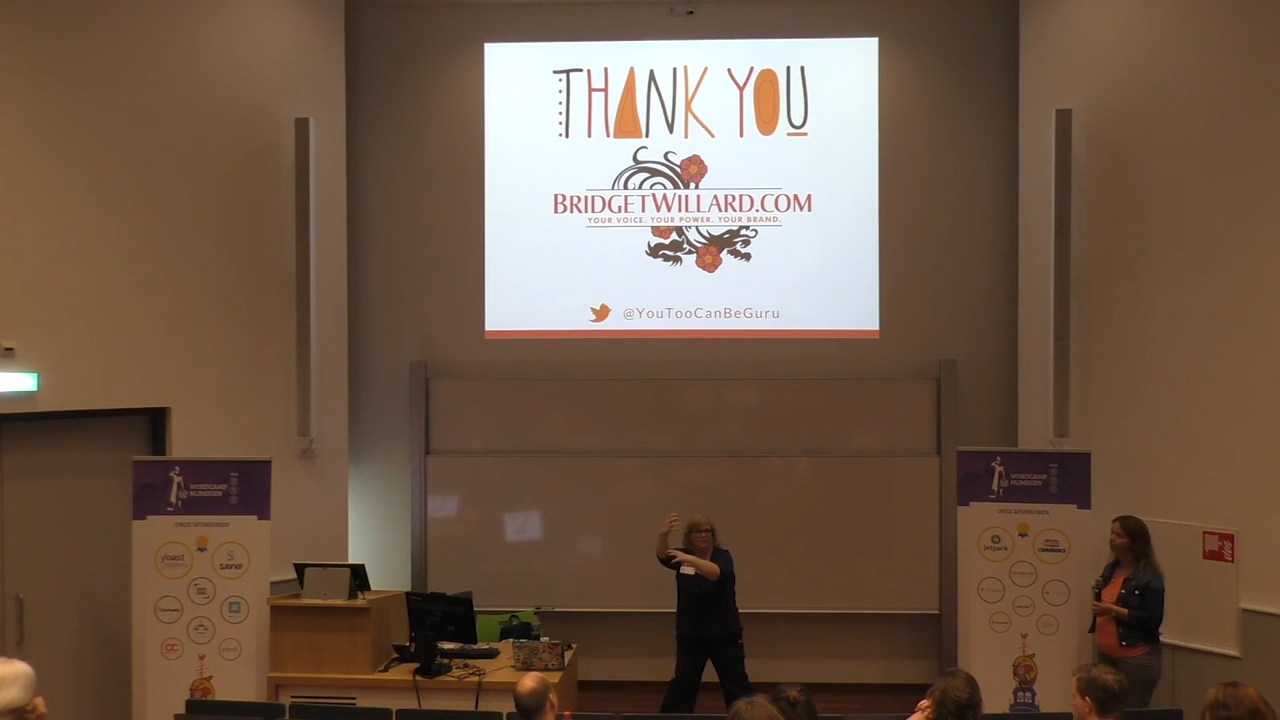 THANK YOU
BRIDGETWILLARD.COM
YOUR VOICE. YOUR POWER. YOUR BRAND.
@YouTooCanBeGuru
WORDCAMP
NIJMEGEN
ONZE SPONSOREN
yoast
SAVVII
WORDCAMP
NIJMEGEN
ONZE SPONSOREN
Jetpack
COMMERCE